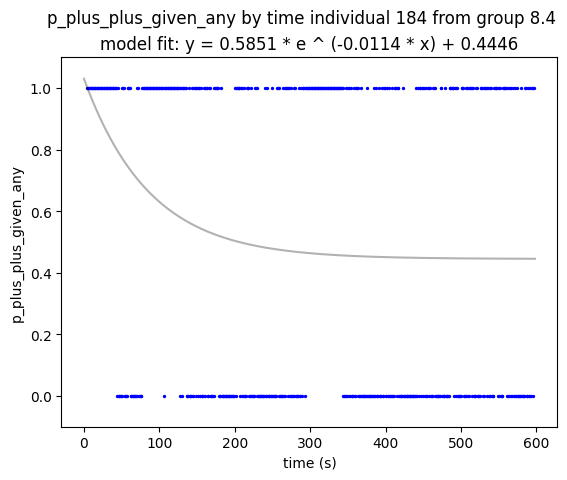 p_plus_plus_given_any by time individual 184 from group 8.4
model fit: y = 0.5851 * e ^ (-0.0114 * x) + 0.4446
1.0
0.8
0.6
0.4
0.2
0.0
p_plus_plus_given_any
0 100 200 300 400 500 600
time (s)